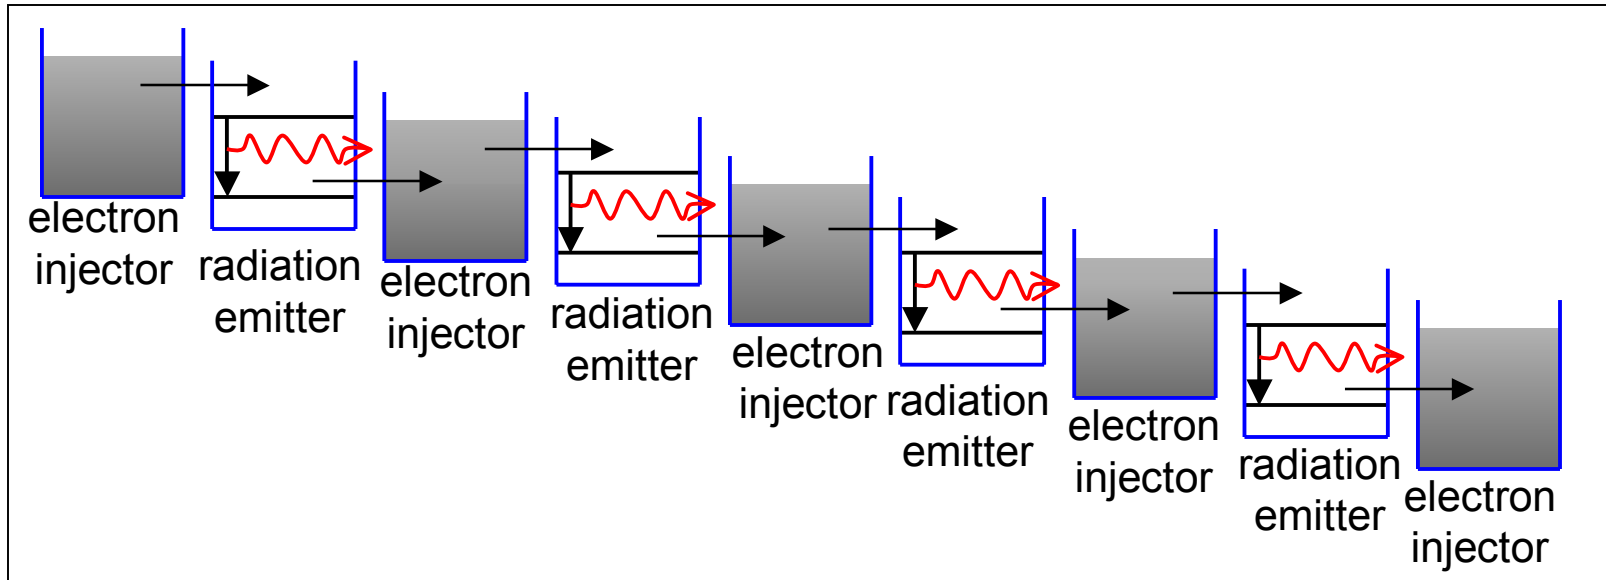 electron
injector
radiation
emitter
electron
injector
radiation
emitter
electron
injector
radiation
emitter
electron
injector
radiation
emitter
electron
injector